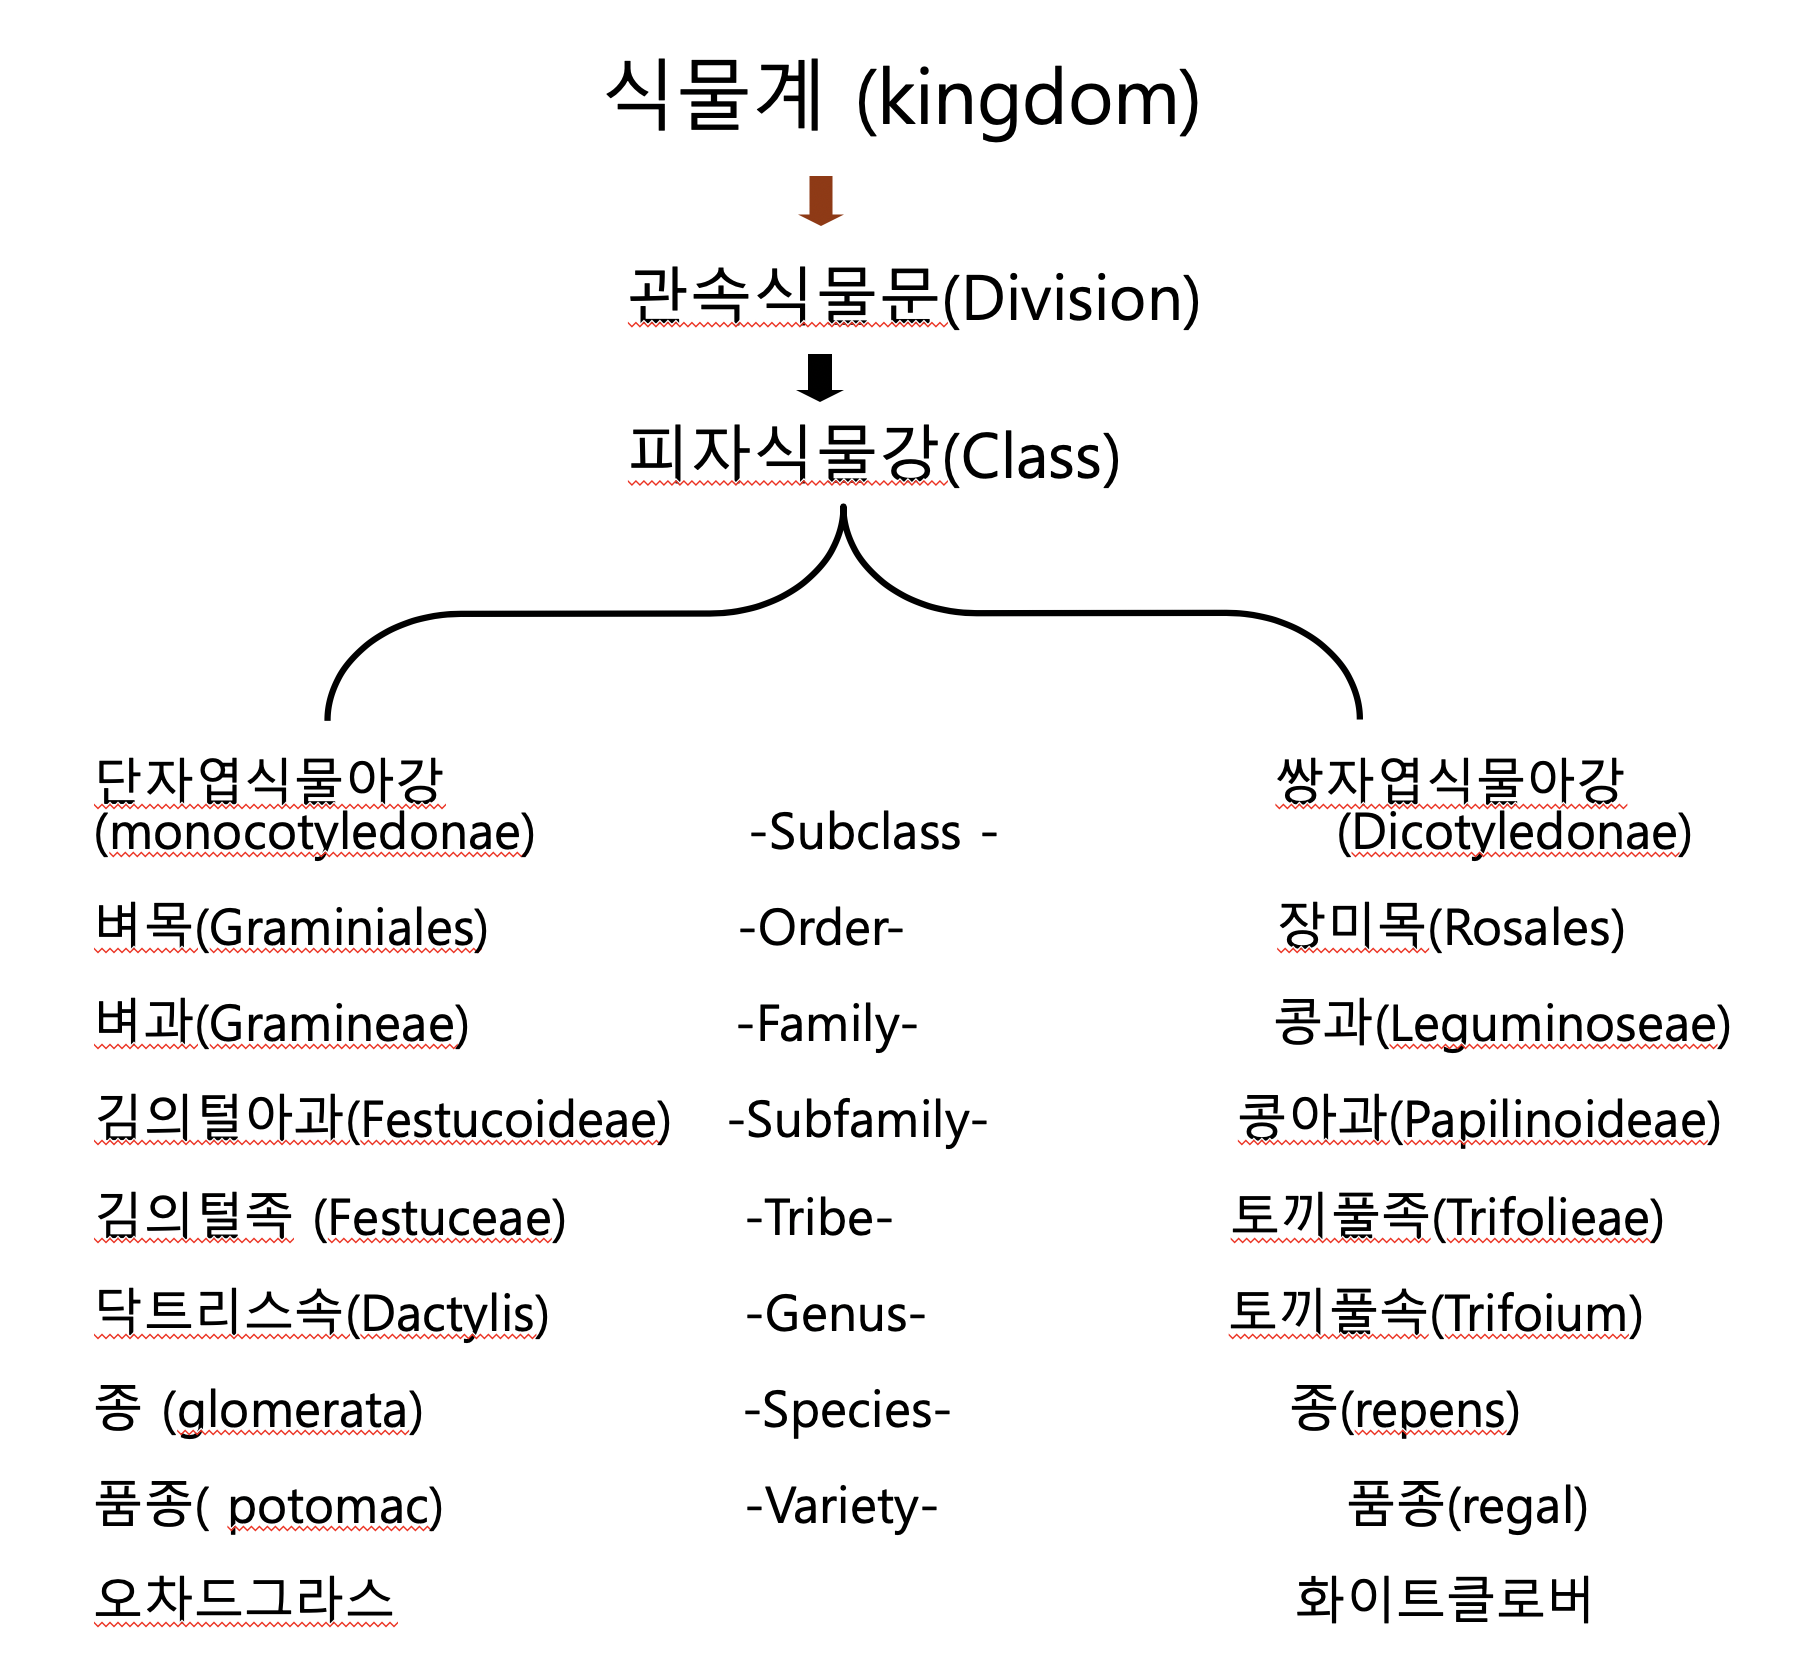 식물계 (kingdom)
관속식물문(Division)
피자식물강(Class)
단자엽식물아강 쌍자엽식물아강
(monocotyledonae) -Subclass - (Dicotyledonae)
벼목(Graminiales) -Order- 장미목(Rosales)
벼과(Gramineae) -Family- 콩과(Leguminoseae)
김의털아과(Festucoideae) -Subfamily- 콩아과(Papilinoideae)
김의털족 (Festuceae) -Tribe- 토끼풀족(Trifolieae)
닥트리스속(Dactylis) -Genus- 토끼풀속(Trifoium)
종 (glomerata) -Species- 종(repens)
품종( potomac) -Variety- 품종(regal)
오차드그라스 화이트클로버